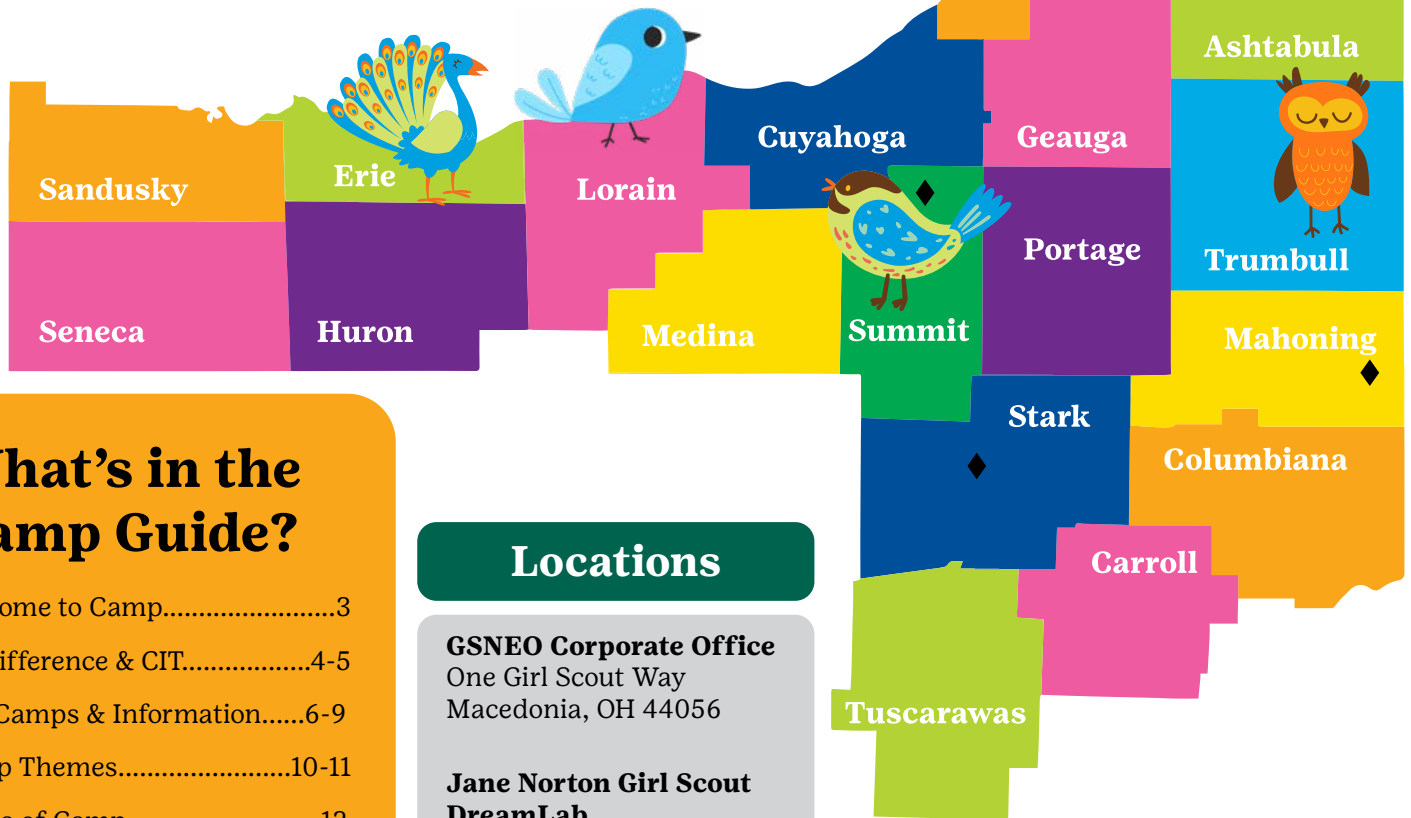 Ashtabula
Cuyahoga
Geauga
Erie
Sandusky
Lorain
Portage
Trumbull
Seneca
Huron
Medina
Summit
Mahoning
Stark
Columbiana
Carroll
Tuscarawas
hat's in the
amp Guide?
ome to Camp.......................3
ifference & CIT.................4-5
Camps & Information......6-9
p Themes.......................10-11
Locations
GSNEO Corporate Office
One Girl Scout Way
Macedonia, OH 44056
Jane Norton Girl Scout
DreamLab